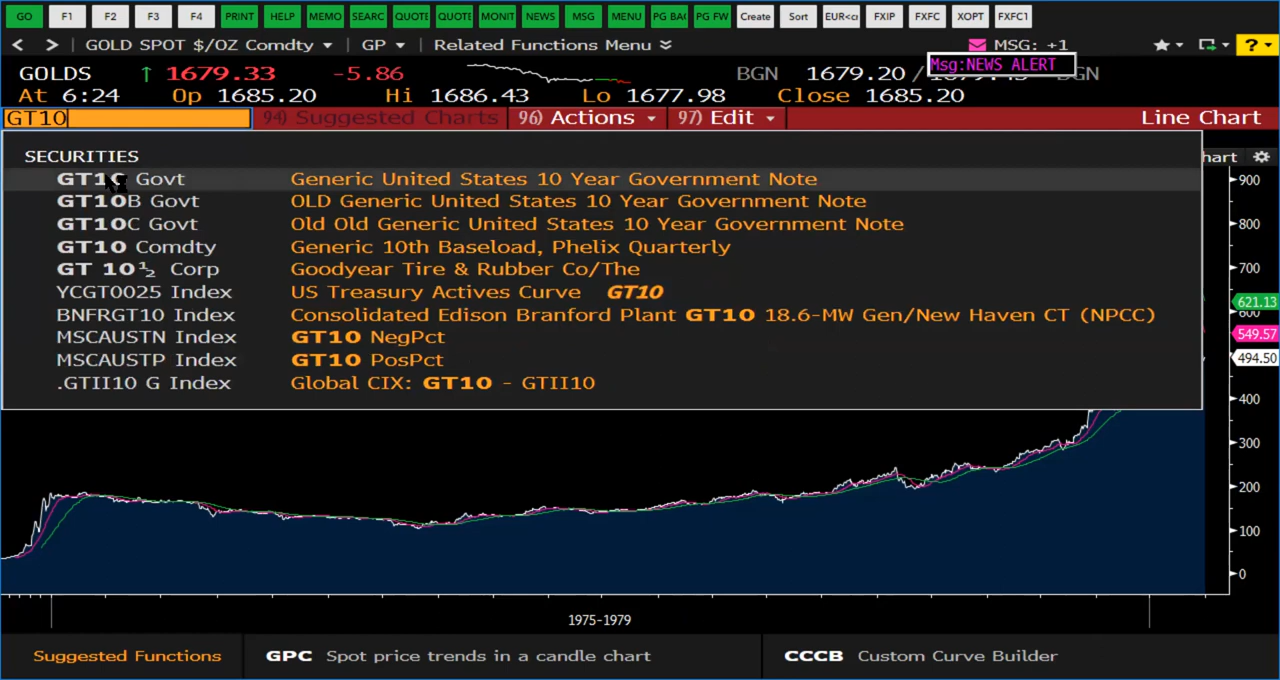 GO F1 F2 F3 F4 PRINT HELP MEMO SEARC QUOTE QUOTE MONIT NEWS MSG MENU PG BAC PG FW Create Sort EUR<cr FXIP FXFC XOPT FXFC1
< > GOLD SPOT $/OZ Comdty GP Related Functions Menu MSG: +1 ?
Msg:NEWS ALERT
GOLDS ↑ 1679.33 -5.86 BGN 1679.20 /
At 6:24 Op 1685.20 Hi 1686.43 Lo 1677.98 Close 1685.20
GT10 94) Suggested Charts 96) Actions 97) Edit Line Chart
SECURITIES
hart
GT10 Govt Generic United States 10 Year Government Note
GT10B Govt OLD Generic United States 10 Year Government Note
GT10C Govt Old Old Generic United States 10 Year Government Note
GT10 Comdty Generic 10th Baseload, Phelix Quarterly
GT 10 ½ Corp Goodyear Tire & Rubber Co/The
YCGT0025 Index US Treasury Actives Curve GT10
BNFRGT10 Index Consolidated Edison Branford Plant GT10 18.6-MW Gen/New Haven CT (NPCC)
MSCAUSTN Index GT10 NegPct
MSCAUSTP Index GT10 PosPct
.GTII10 G Index Global CIX: GT10 - GTII10
900
800
700
621.13
600
549.57
494.50
400
300
200
100
0
1975-1979
Suggested Functions GPC Spot price trends in a candle chart CCCB Custom Curve Builder